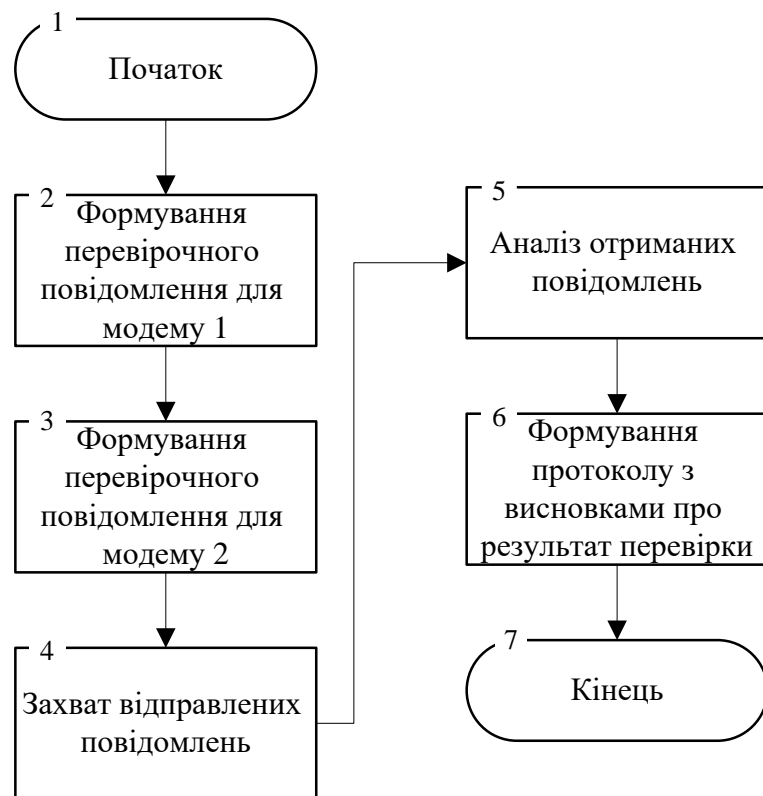 1
Початок
2
Формування
перевірочного
повідомлення для
модему 1
3
Формування
перевірочного
повідомлення для
модему 2
4
Захват відправлених
повідомлень
5
Аналіз отриманих
повідомлень
6
Формування
протоколу з
висновками про
результат перевірки
7
Кінець